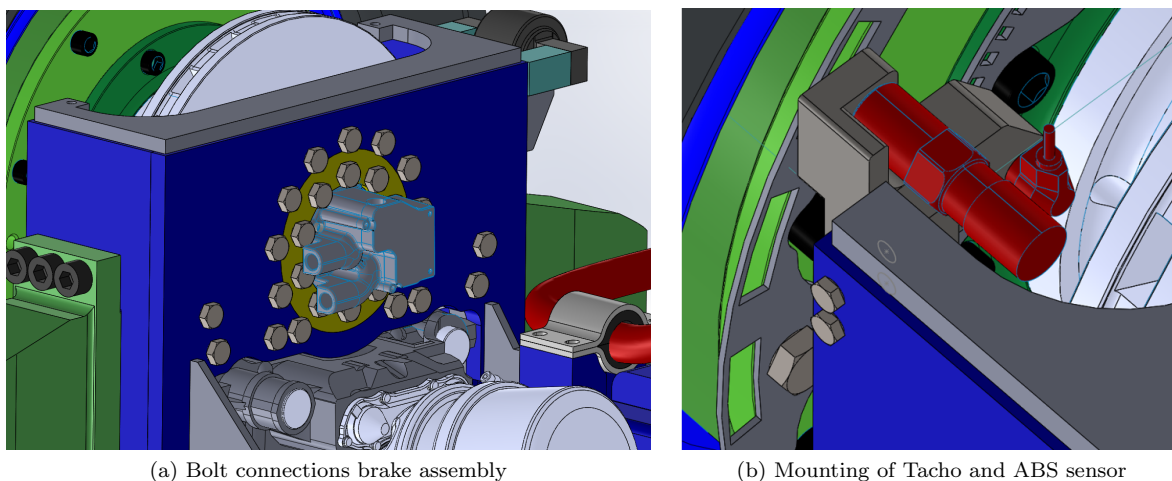 (a) Bolt connections brake assembly
(b) Mounting of Tacho and ABS sensor